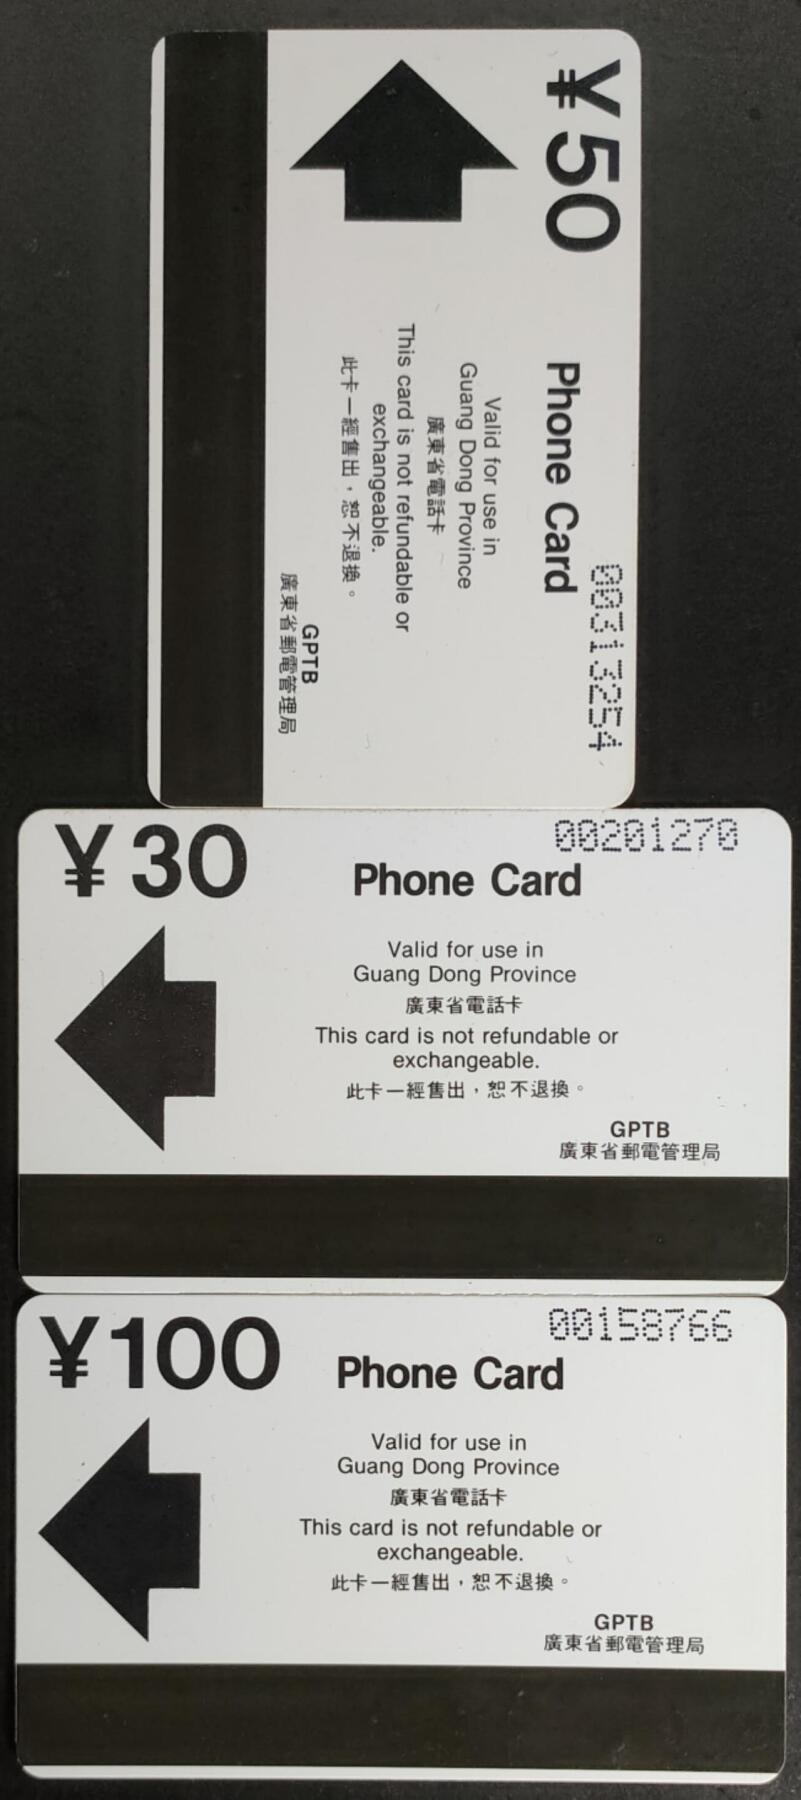 ¥50
Phone Card
00313254
Valid for use in
Guang Dong Province
廣東省電話卡
This card is not refundable or
exchangeable.
此卡一經售出，恕不退換。
GPTB
廣東省郵電管理局
¥30
00201270
Phone Card
Valid for use in
Guang Dong Province
廣東省電話卡
This card is not refundable or
exchangeable.
此卡一經售出，恕不退換。
GPTB
廣東省郵電管理局
¥100
00158766
Phone Card
Valid for use in
Guang Dong Province
廣東省電話卡
This card is not refundable or
exchangeable.
此卡一經售出，恕不退換。
GPTB
廣東省郵電管理局